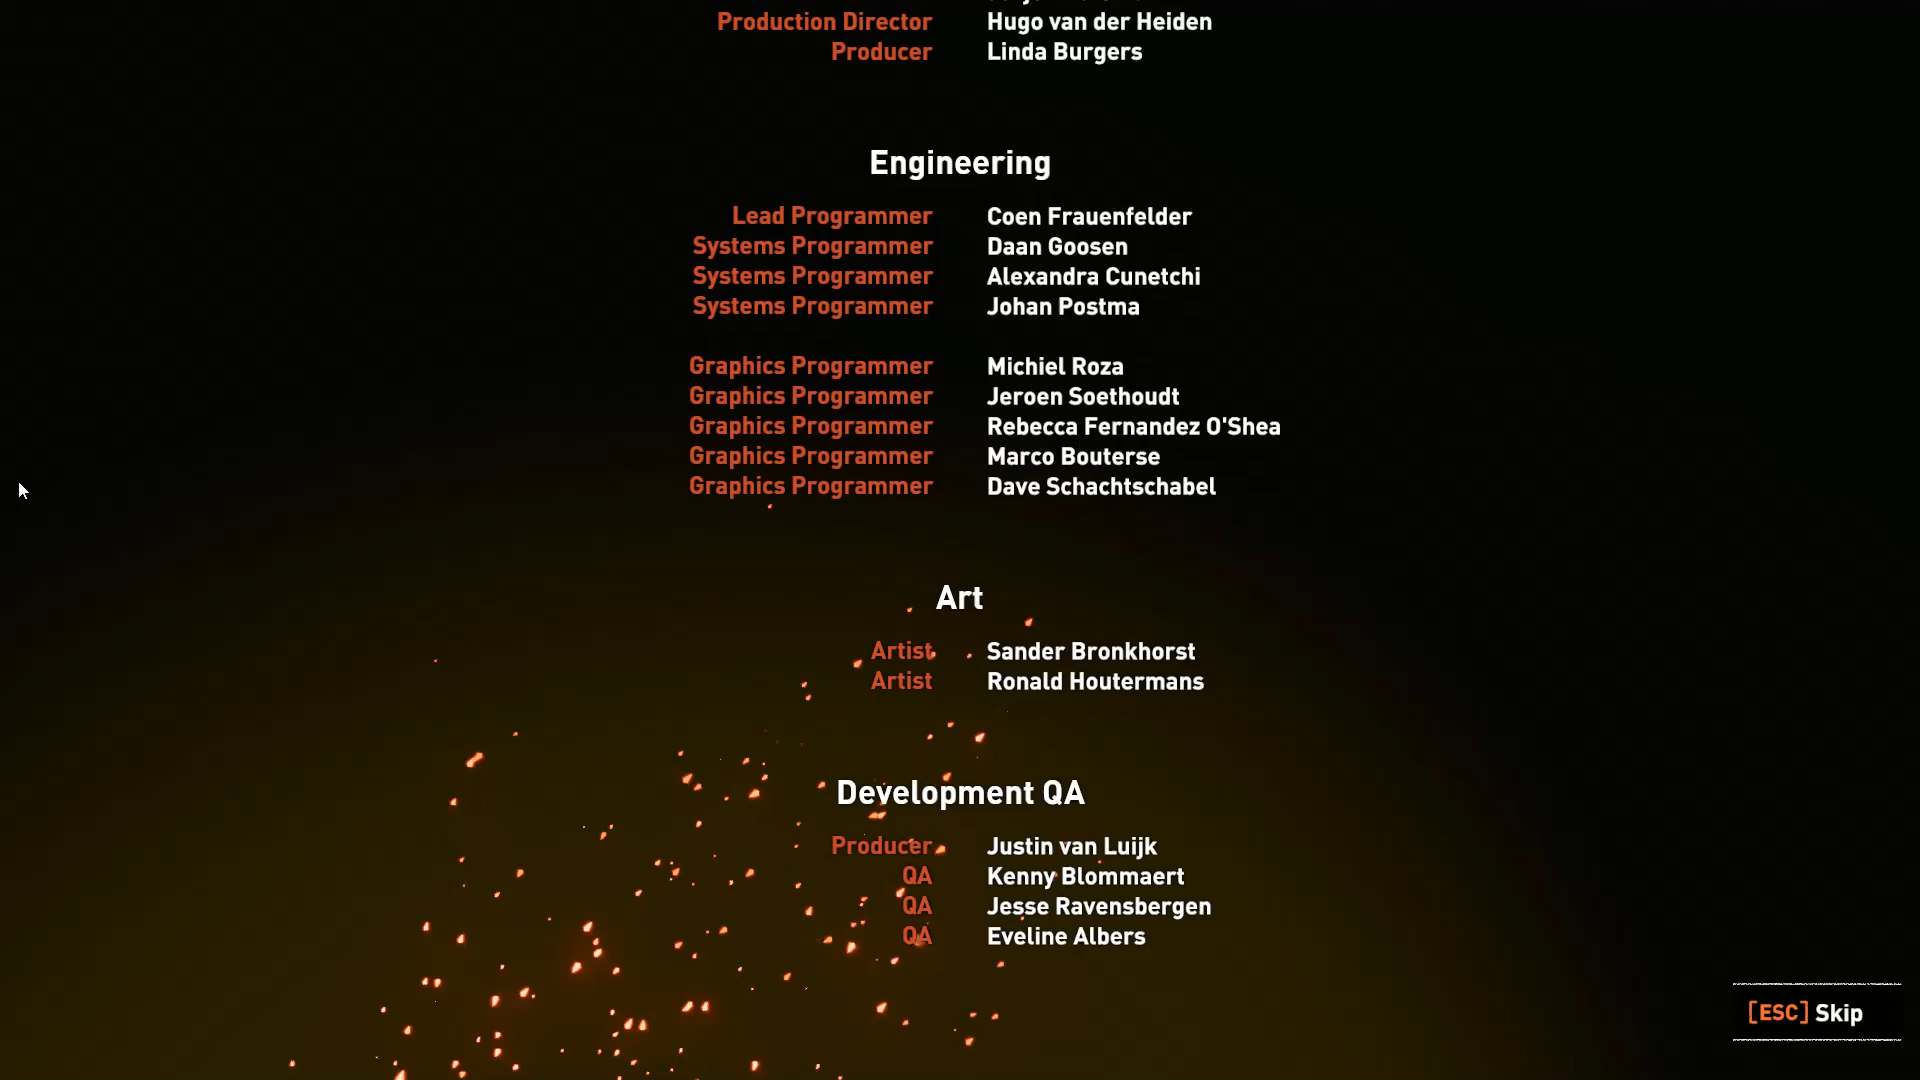 Production Director Hugo van der Heiden
Producer Linda Burgers
Engineering
Lead Programmer Coen Frauenfelder
Systems Programmer Daan Goosen
Systems Programmer Alexandra Cunetchi
Systems Programmer Johan Postma
Graphics Programmer Michiel Roza
Graphics Programmer Jeroen Soethoudt
Graphics Programmer Rebecca Fernandez O'Shea
Graphics Programmer Marco Bouterse
Graphics Programmer Dave Schachtschabel
Art
Artist Sander Bronkhorst
Artist Ronald Houtermans
Development QA
Producer Justin van Luijk
QA Kenny Blommaert
QA Jesse Ravensbergen
QA Eveline Albers
[ESC] Skip